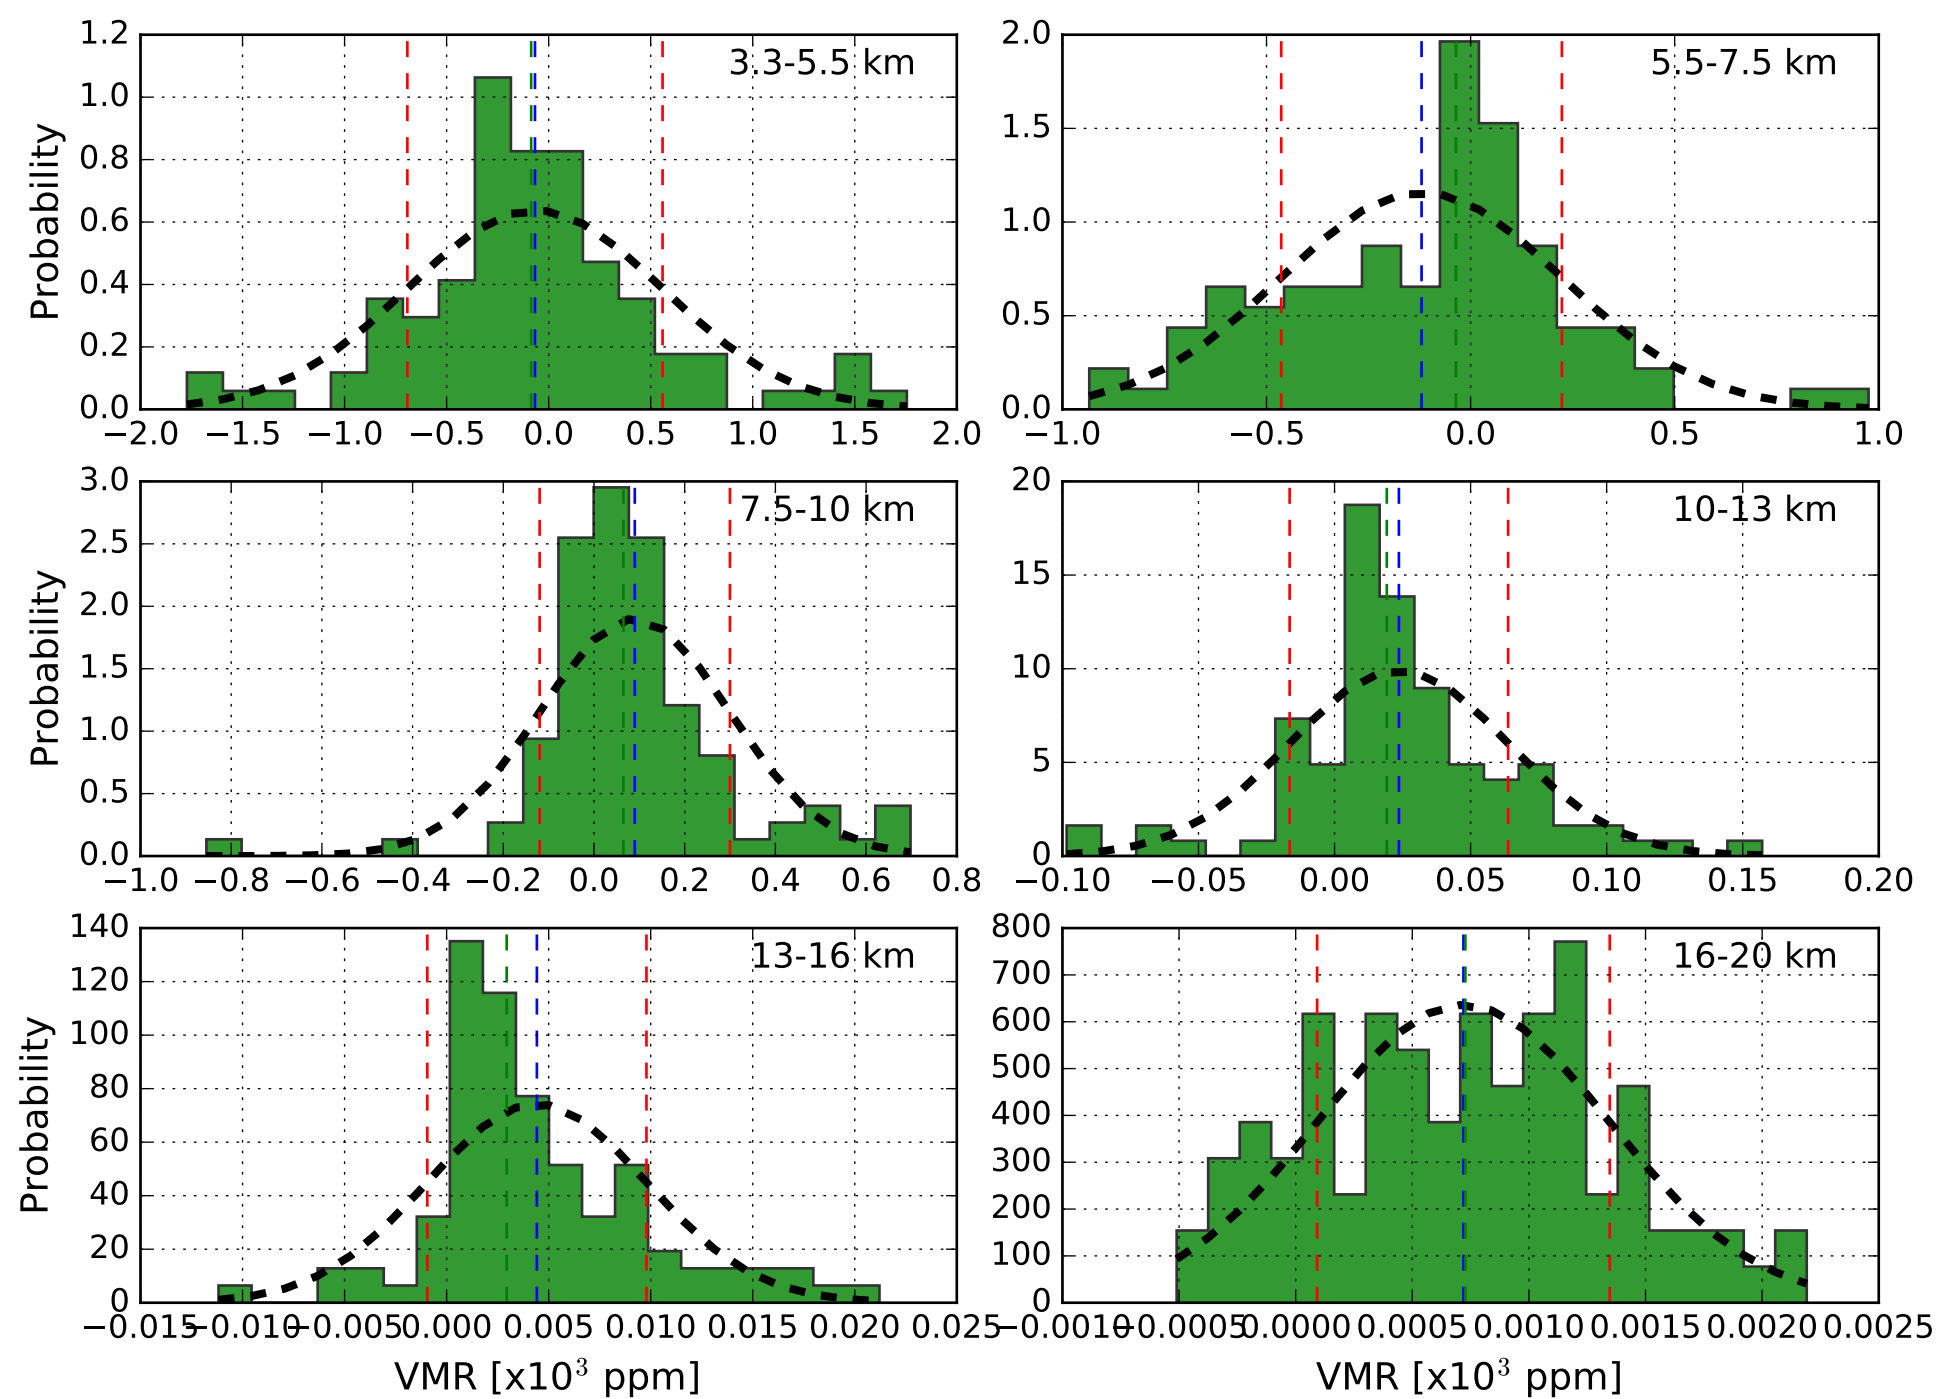 3.3-5.5 km
Probability
0.0 0.2 0.4 0.6 0.8 1.0 1.2
−2.0 −1.5 −1.0 −0.5 0.0 0.5 1.0 1.5 2.0
5.5-7.5 km
0.0 0.5 1.0 1.5 2.0
−1.0 −0.5 0.0 0.5 1.0
7.5-10 km
Probability
0.0 0.5 1.0 1.5 2.0 2.5 3.0
−1.0 −0.8 −0.6 −0.4 −0.2 0.0 0.2 0.4 0.6 0.8
10-13 km
0 5 10 15 20
−0.10 −0.05 0.00 0.05 0.10 0.15 0.20
13-16 km
Probability
0 20 40 60 80 100 120 140
−0.015 −0.010 −0.005 0.000 0.005 0.010 0.015 0.020 0.025
VMR [x10³ ppm]
16-20 km
0 100 200 300 400 500 600 700 800
−0.0010 −0.0005 0.0000 0.0005 0.0010 0.0015 0.0020 0.0025
VMR [x10³ ppm]